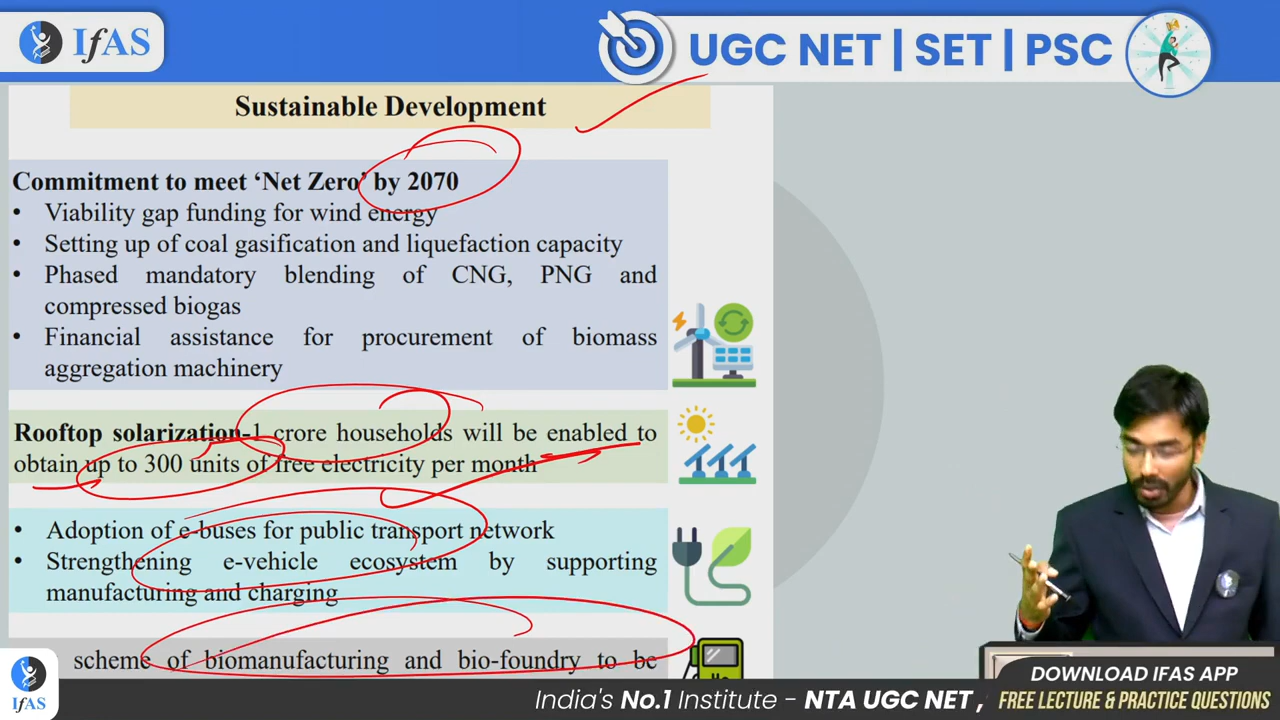 IfAS
UGC NET | SET | PSC
Sustainable Development
Commitment to meet ‘Net Zero’ by 2070
• Viability gap funding for wind energy
• Setting up of coal gasification and liquefaction capacity
• Phased mandatory blending of CNG, PNG and
compressed biogas
• Financial assistance for procurement of biomass
aggregation machinery
Rooftop solarization-1 crore households will be enabled to
obtain up to 300 units of free electricity per month
• Adoption of e-buses for public transport network
• Strengthening e-vehicle ecosystem by supporting
manufacturing and charging
scheme of biomanufacturing and bio-foundry to be
IfAS
DOWNLOAD IFAS APP
India's No.1 Institute - NTA UGC NET , FREE LECTURE & PRACTICE QUESTIONS